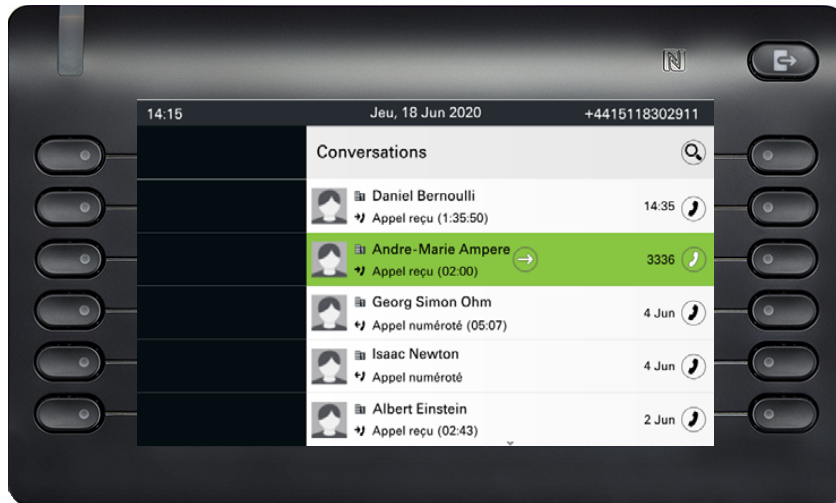 14:15 Jeu, 18 Jun 2020 +4415118302911
Conversations
Daniel Bernoulli
Appel reçu (1:35:50) 14:35
Andre-Marie Ampere
Appel reçu (02:00) 3336
Georg Simon Ohm
Appel numéroté (05:07) 4 Jun
Isaac Newton
Appel numéroté 4 Jun
Albert Einstein
Appel reçu (02:43) 2 Jun